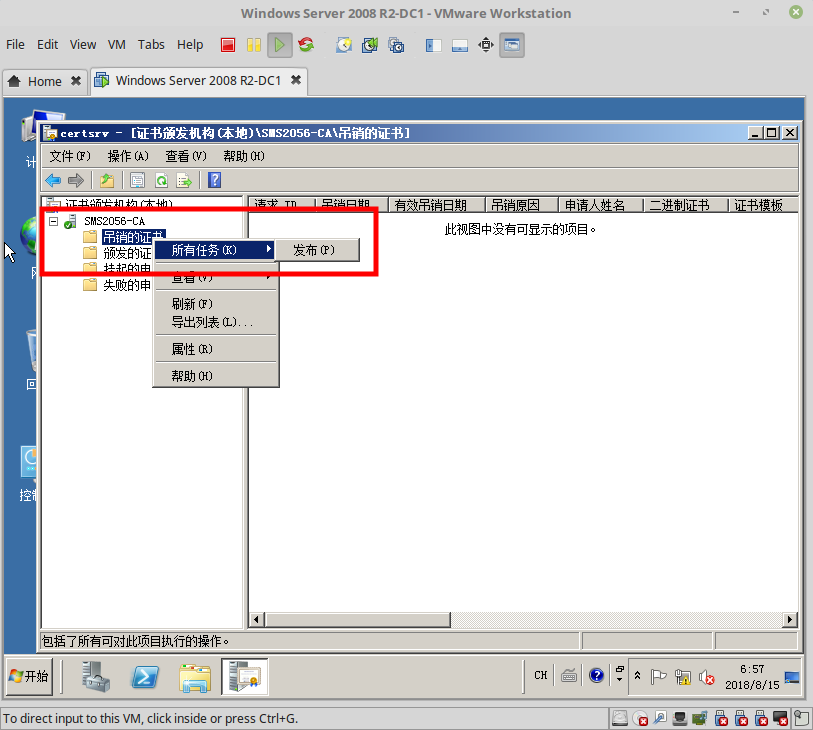 Windows Server 2008 R2-DC1 - VMware Workstation
File Edit View VM Tabs Help
Home Windows Server 2008 R2-DC1
certsrv - [证书颁发机构(本地)\SMS2056-CA\吊销的证书]
文件(F) 操作(A) 查看(V) 帮助(H)
证书颁发机构(本地)
SMS2056-CA
吊销的证书
颁发的证
挂起的申
失败的申
请求 ID 吊销日期 有效吊销日期 吊销原因 申请人姓名 二进制证书 证书模板
此视图中没有可显示的项目。
所有任务(K)
发布(P)
查看(V)
刷新(F)
导出列表(L)...
属性(R)
帮助(H)
计
网
回
控制
包括了所有可对此项目执行的操作。
开始
CH
6:57
2018/8/15
To direct input to this VM, click inside or press Ctrl+G.